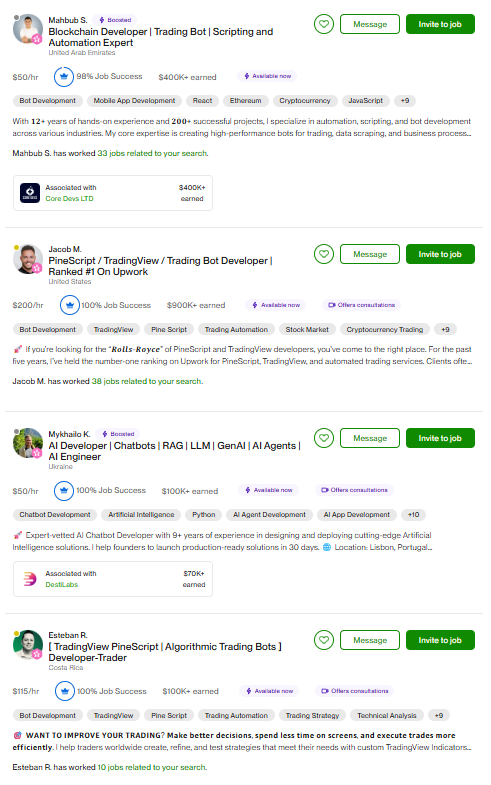 Mahbub S. Boosted
Blockchain Developer | Trading Bot | Scripting and
Automation Expert
United Arab Emirates
Message
Invite to job
$50/hr 98% Job Success $400K+ earned Available now
Bot Development Mobile App Development React Ethereum Cryptocurrency JavaScript +9
With 12+ years of hands-on experience and 200+ successful projects, I specialize in automation, scripting, and bot development
across various industries. My core expertise is creating high-performance bots for trading, data scraping, and business process...
Mahbub S. has worked 33 jobs related to your search.
Associated with $400K+
Core Devs LTD earned
Jacob M.
PineScript / TradingView / Trading Bot Developer |
Ranked #1 On Upwork
United States
Message
Invite to job
$200/hr 100% Job Success $900K+ earned Available now Offers consultations
Bot Development TradingView Pine Script Trading Automation Stock Market Cryptocurrency Trading +9
🚀 If you're looking for the "Rolls-Royce" of PineScript and TradingView developers, you've come to the right place. For the past
five years, I've held the number-one ranking on Upwork for PineScript, TradingView, and automated trading services. Clients ofte...
Jacob M. has worked 38 jobs related to your search.
Mykhailo K. Boosted
AI Developer | Chatbots | RAG | LLM | GenAI | AI Agents |
AI Engineer
Ukraine
Message
Invite to job
$50/hr 100% Job Success $100K+ earned Available now Offers consultations
Chatbot Development Artificial Intelligence Python AI Agent Development AI App Development +10
🚀 Expert-vetted AI Chatbot Developer with 9+ years of experience in designing and deploying cutting-edge Artificial
Intelligence solutions. I help founders to launch production-ready solutions in 30 days. 🌐 Location: Lisbon, Portugal...
Associated with $70K+
DestiLabs earned
Esteban R.
[ TradingView PineScript | Algorithmic Trading Bots ]
Developer-Trader
Costa Rica
Message
Invite to job
$115/hr 100% Job Success $100K+ earned Available now Offers consultations
Bot Development TradingView Pine Script Trading Automation Trading Strategy Technical Analysis +9
🎯 WANT TO IMPROVE YOUR TRADING? Make better decisions, spend less time on screens, and execute trades more
efficiently. I help traders worldwide create, refine, and test strategies that meet their needs with custom TradingView Indicators...
Esteban R. has worked 10 jobs related to your search.